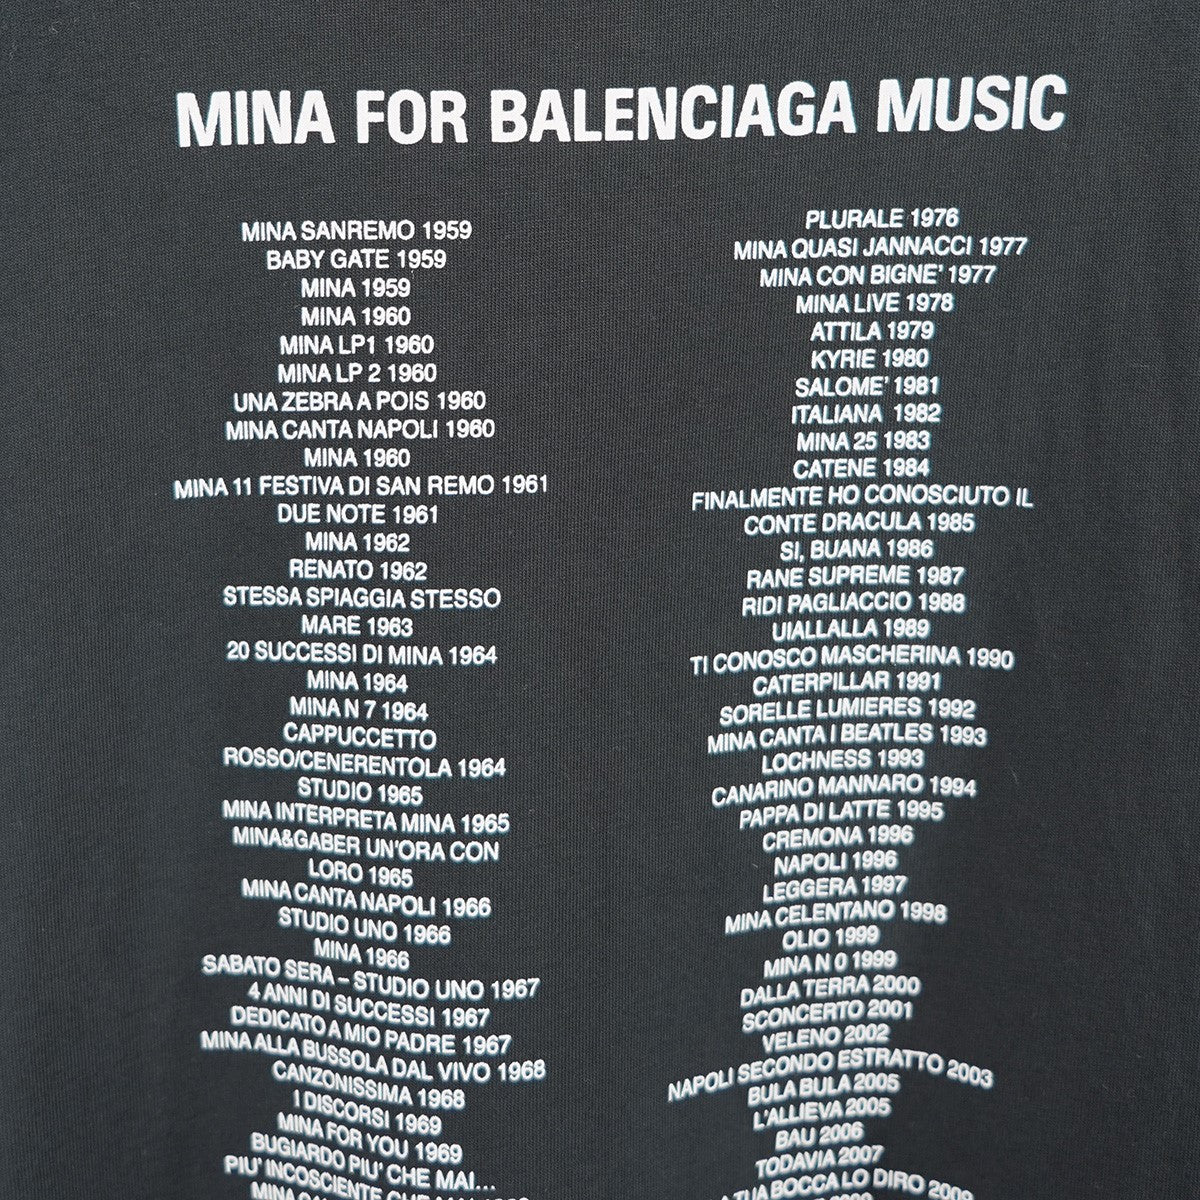 MINA FOR BALENCIAGA MUSIC
MINA SANREMO 1959
BABY GATE 1959
MINA 1959
MINA 1960
MINA LP1 1960
MINA LP 2 1960
UNA ZEBRA A POIS 1960
MINA CANTA NAPOLI 1960
MINA 1960
MINA 11 FESTIVA DI SAN REMO 1961
DUE NOTE 1961
MINA 1962
RENATO 1962
STESSA SPIAGGIA STESSO
MARE 1963
20 SUCCESSI DI MINA 1964
MINA 1964
MINA N 7 1964
CAPPUCCETTO
ROSSO/CENERENTOLA 1964
STUDIO 1965
MINA INTERPRETA MINA 1965
MINA&GABER UN'ORA CON
LORO 1965
MINA CANTA NAPOLI 1966
STUDIO UNO 1966
MINA 1966
SABATO SERA – STUDIO UNO 1967
4 ANNI DI SUCCESSI 1967
DEDICATO A MIO PADRE 1967
MINA ALLA BUSSOLA DAL VIVO 1968
CANZONISSIMA 1968
I DISCORSI 1969
MINA FOR YOU 1969
BUGIARDO PIU' CHE MAI...
PIU' INCOSCIENTE CHE MAI 1969
MINA
PLURALE 1976
MINA QUASI JANNACCI 1977
MINA CON BIGNE' 1977
MINA LIVE 1978
ATTILA 1979
KYRIE 1980
SALOME' 1981
ITALIANA 1982
MINA 25 1983
CATENE 1984
FINALMENTE HO CONOSCIUTO IL
CONTE DRACULA 1985
SI, BUANA 1986
RANE SUPREME 1987
RIDI PAGLIACCIO 1988
UIALLALLA 1989
TI CONOSCO MASCHERINA 1990
CATERPILLAR 1991
SORELLE LUMIERES 1992
MINA CANTA I BEATLES 1993
LOCHNESS 1993
CANARINO MANNARO 1994
PAPPA DI LATTE 1995
CREMONA 1996
NAPOLI 1996
LEGGERA 1997
MINA CELENTANO 1998
OLIO 1999
MINA N 0 1999
DALLA TERRA 2000
SCONCERTO 2001
VELENO 2002
NAPOLI SECONDO ESTRATTO 2003
BULA BULA 2005
L'ALLIEVA 2005
BAU 2006
TODAVIA 2007
TUA BOCCA LO DIRO 2009